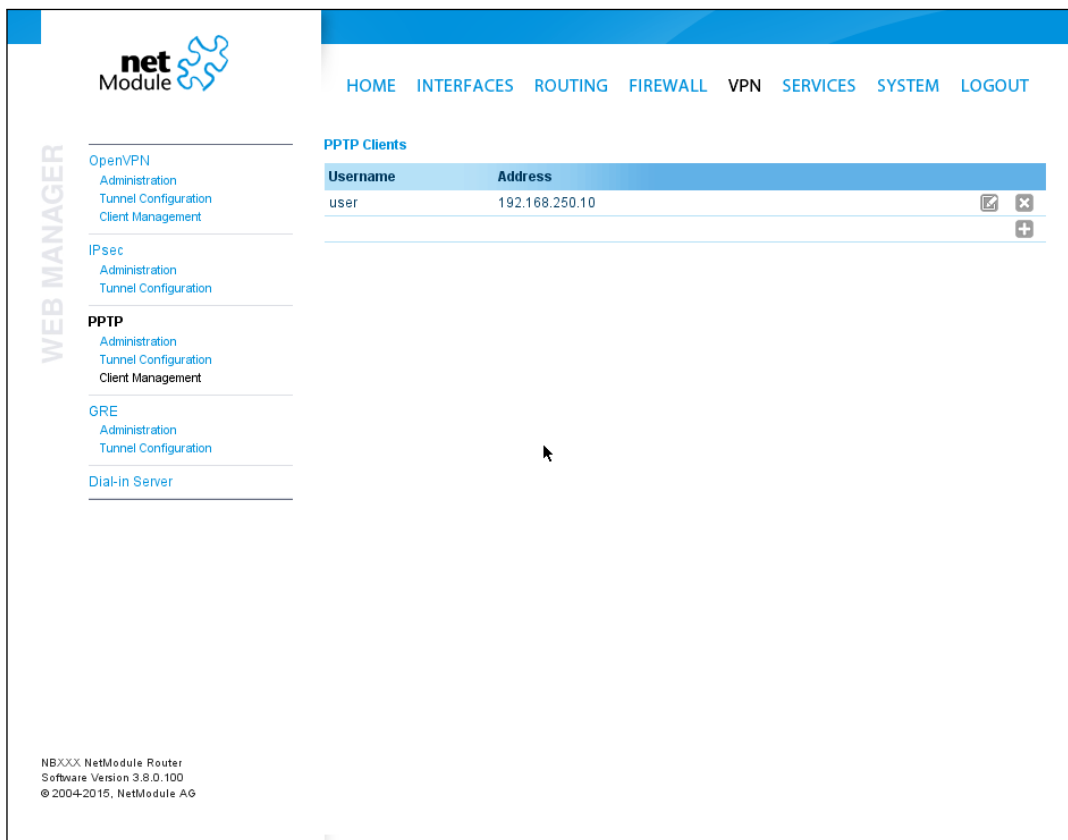 net
Module
HOME INTERFACES ROUTING FIREWALL VPN SERVICES SYSTEM LOGOUT
WEB MANAGER
OpenVPN
Administration
Tunnel Configuration
Client Management
IPsec
Administration
Tunnel Configuration
PPTP
Administration
Tunnel Configuration
Client Management
GRE
Administration
Tunnel Configuration
Dial-in Server
PPTP Clients
Username Address
user 192.168.250.10
NBXXX NetModule Router
Software Version 3.8.0.100
© 2004-2015, NetModule AG